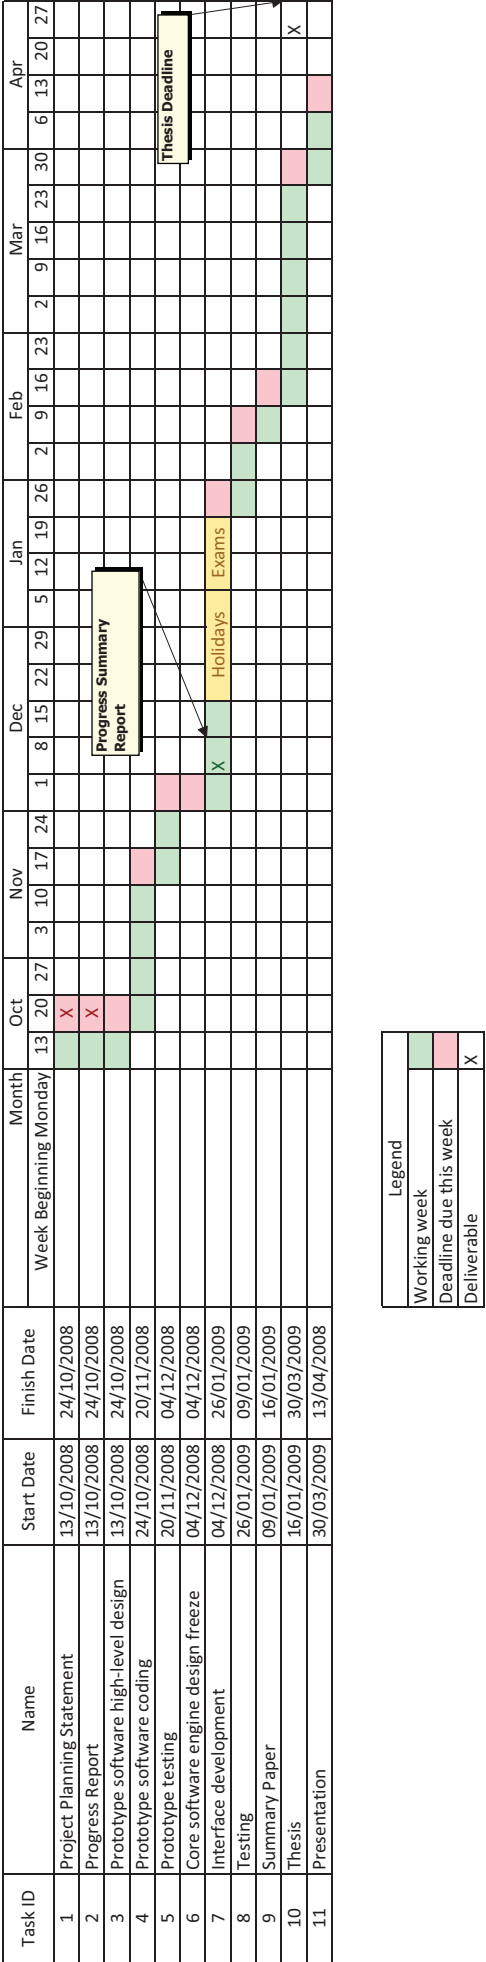 Task ID Name Start Date Finish Date Month Oct Nov Dec Jan Feb Mar Apr
Week Beginning Monday 13 20 27 3 10 17 24 1 8 15 22 29 5 12 19 26 2 9 16 23 2 9 16 23 30 6 13 20 27
1 Project Planning Statement 13/10/2008 24/10/2008 X
2 Progress Report 13/10/2008 24/10/2008 X
3 Prototype software high-level design 13/10/2008 24/10/2008
4 Prototype software coding 24/10/2008 20/11/2008
5 Prototype testing 20/11/2008 04/12/2008
6 Core software engine design freeze 04/12/2008 04/12/2008
7 Interface development 04/12/2008 26/01/2009 X Holidays Exams
8 Testing 26/01/2009 09/01/2009
9 Summary Paper 09/01/2009 16/01/2009
10 Thesis 16/01/2009 30/03/2009 X
11 Presentation 30/03/2009 13/04/2008
Progress Summary
Report
Thesis Deadline
Legend
Working week
Deadline due this week
Deliverable X